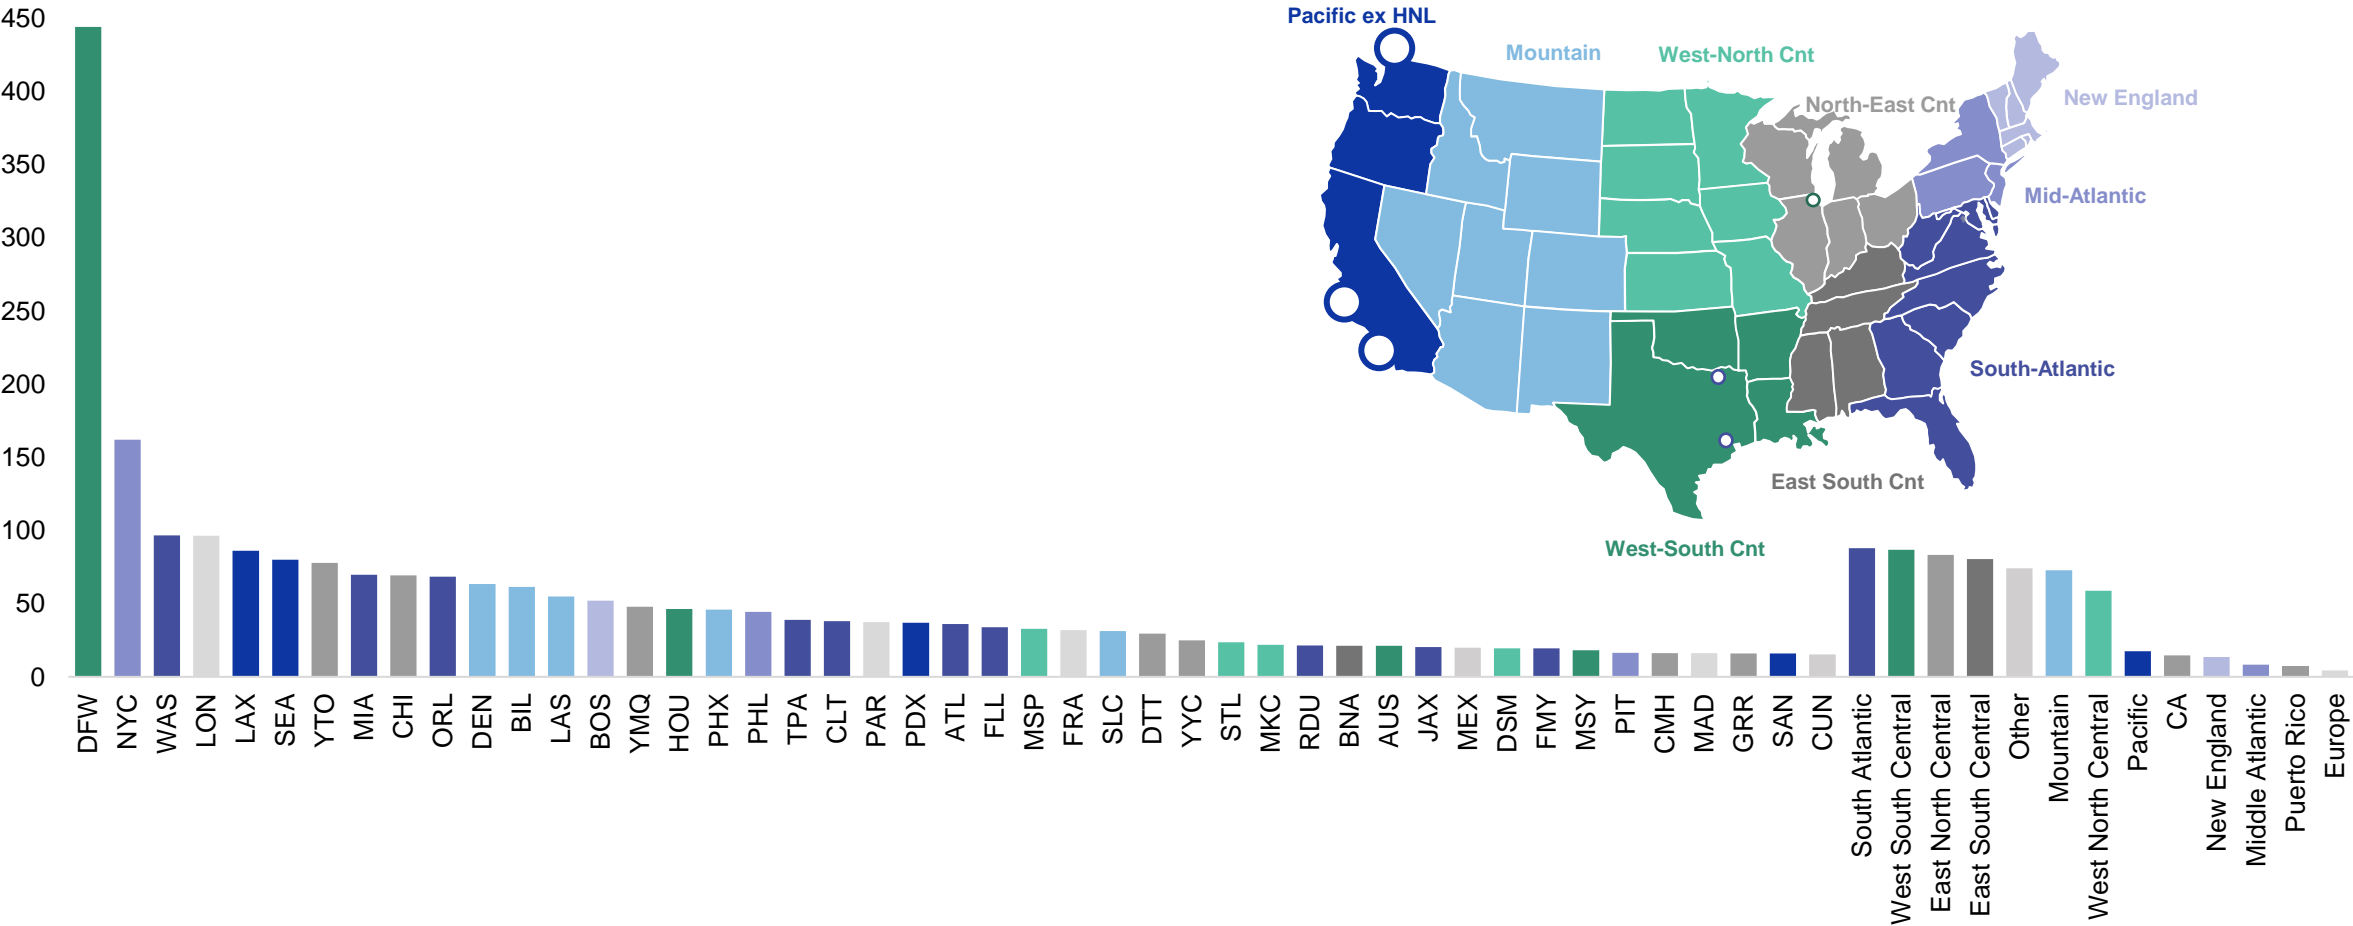 450
400
350
300
250
200
150
100
50
0
Pacific ex HNL
Mountain
West-North Cnt
North-East Cnt
New England
Mid-Atlantic
South-Atlantic
East South Cnt
West-South Cnt
DFW
NYC
WAS
LON
LAX
SEA
YTO
MIA
CHI
ORL
DEN
BIL
LAS
BOS
YMQ
HOU
PHX
PHL
TPA
CLT
PAR
PDX
ATL
FLL
MSP
FRA
SLC
DTT
YYC
STL
MKC
RDU
BNA
AUS
JAX
MEX
DSM
FMY
MSY
PIT
CMH
MAD
GRR
SAN
CUN
South Atlantic
West South Central
East North Central
East South Central
Other
Mountain
West North Central
Pacific
CA
New England
Middle Atlantic
Puerto Rico
Europe